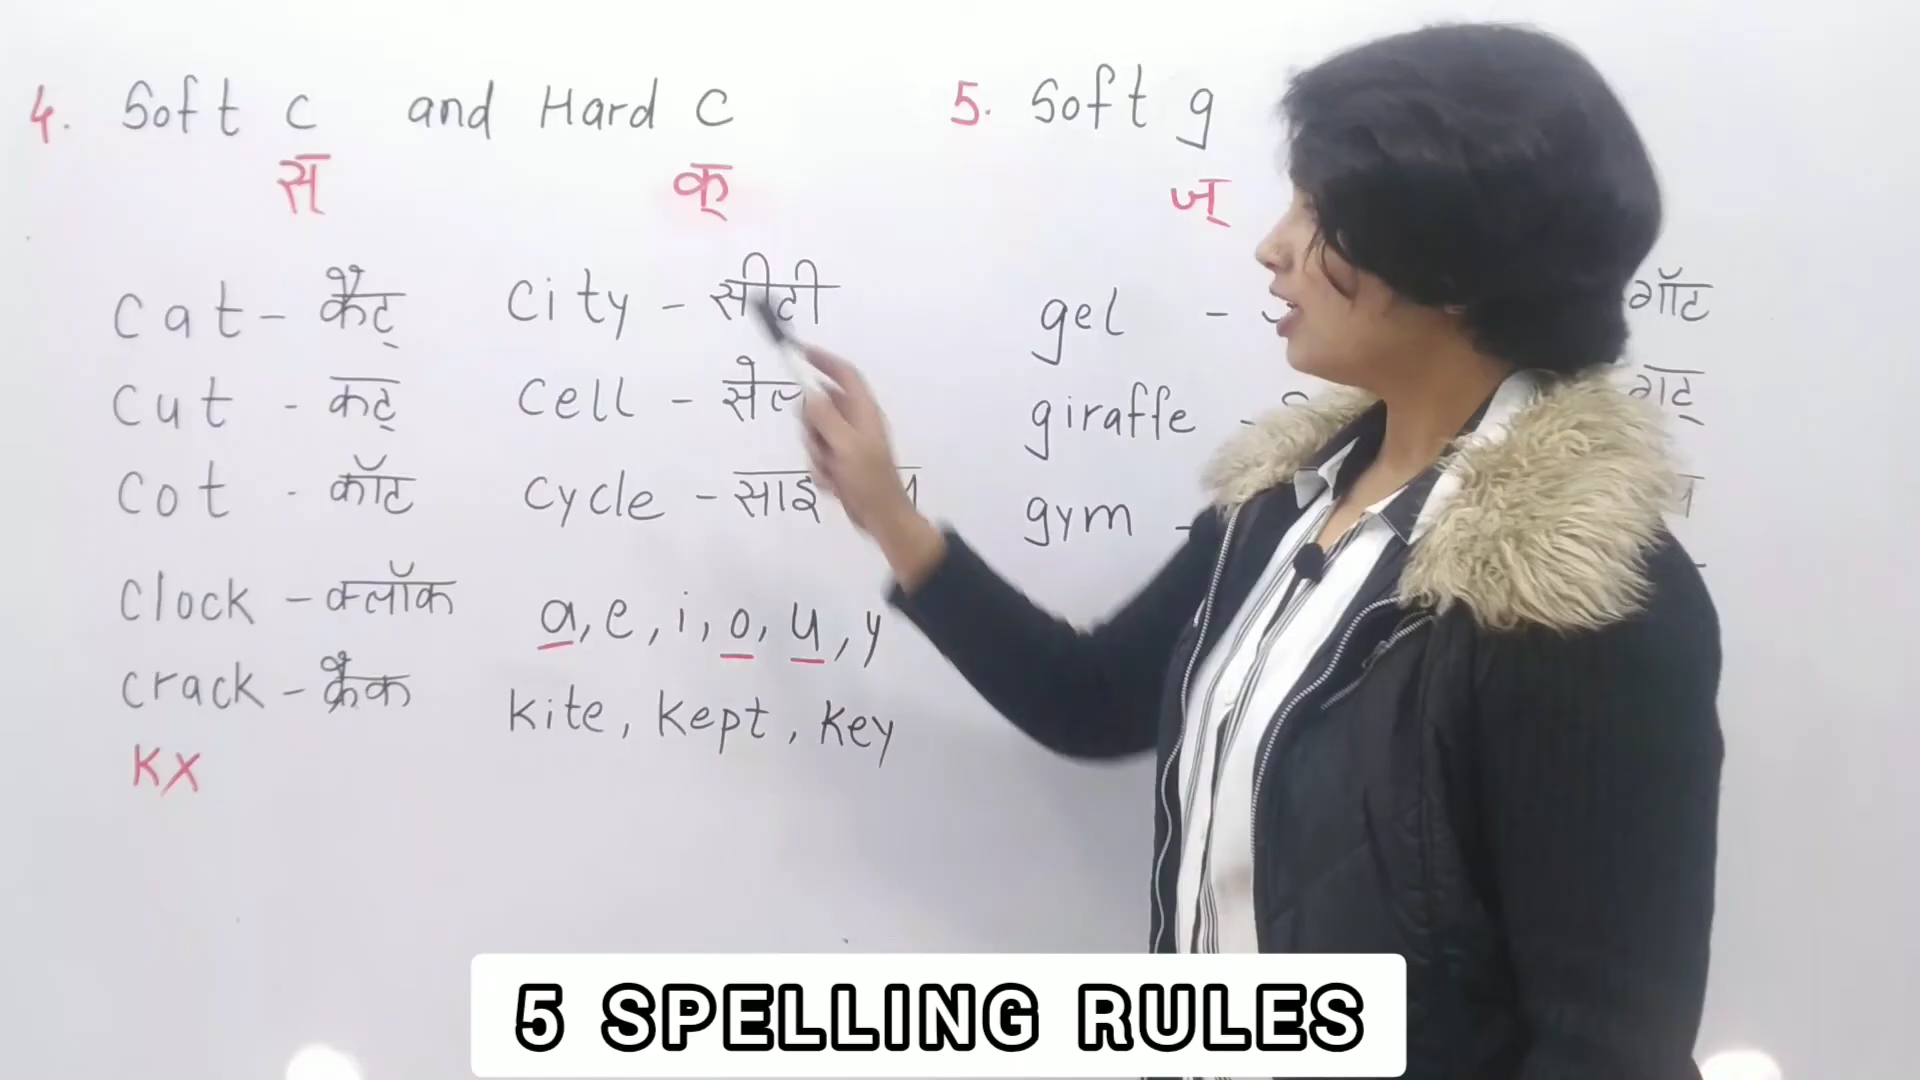 4. Soft c and Hard C
स् क्
cat - कैट्
cut - कट्
cot - कॉट
clock - क्लॉक
crack - क्रैक
K X
city - सीटी
cell - सेल
cycle -
a, e, i, o, u, y
kite, kept, key
5. Soft g
ज्
gel -
giraffe -
gym -
गॉट
गट्
5 SPELLING RULES